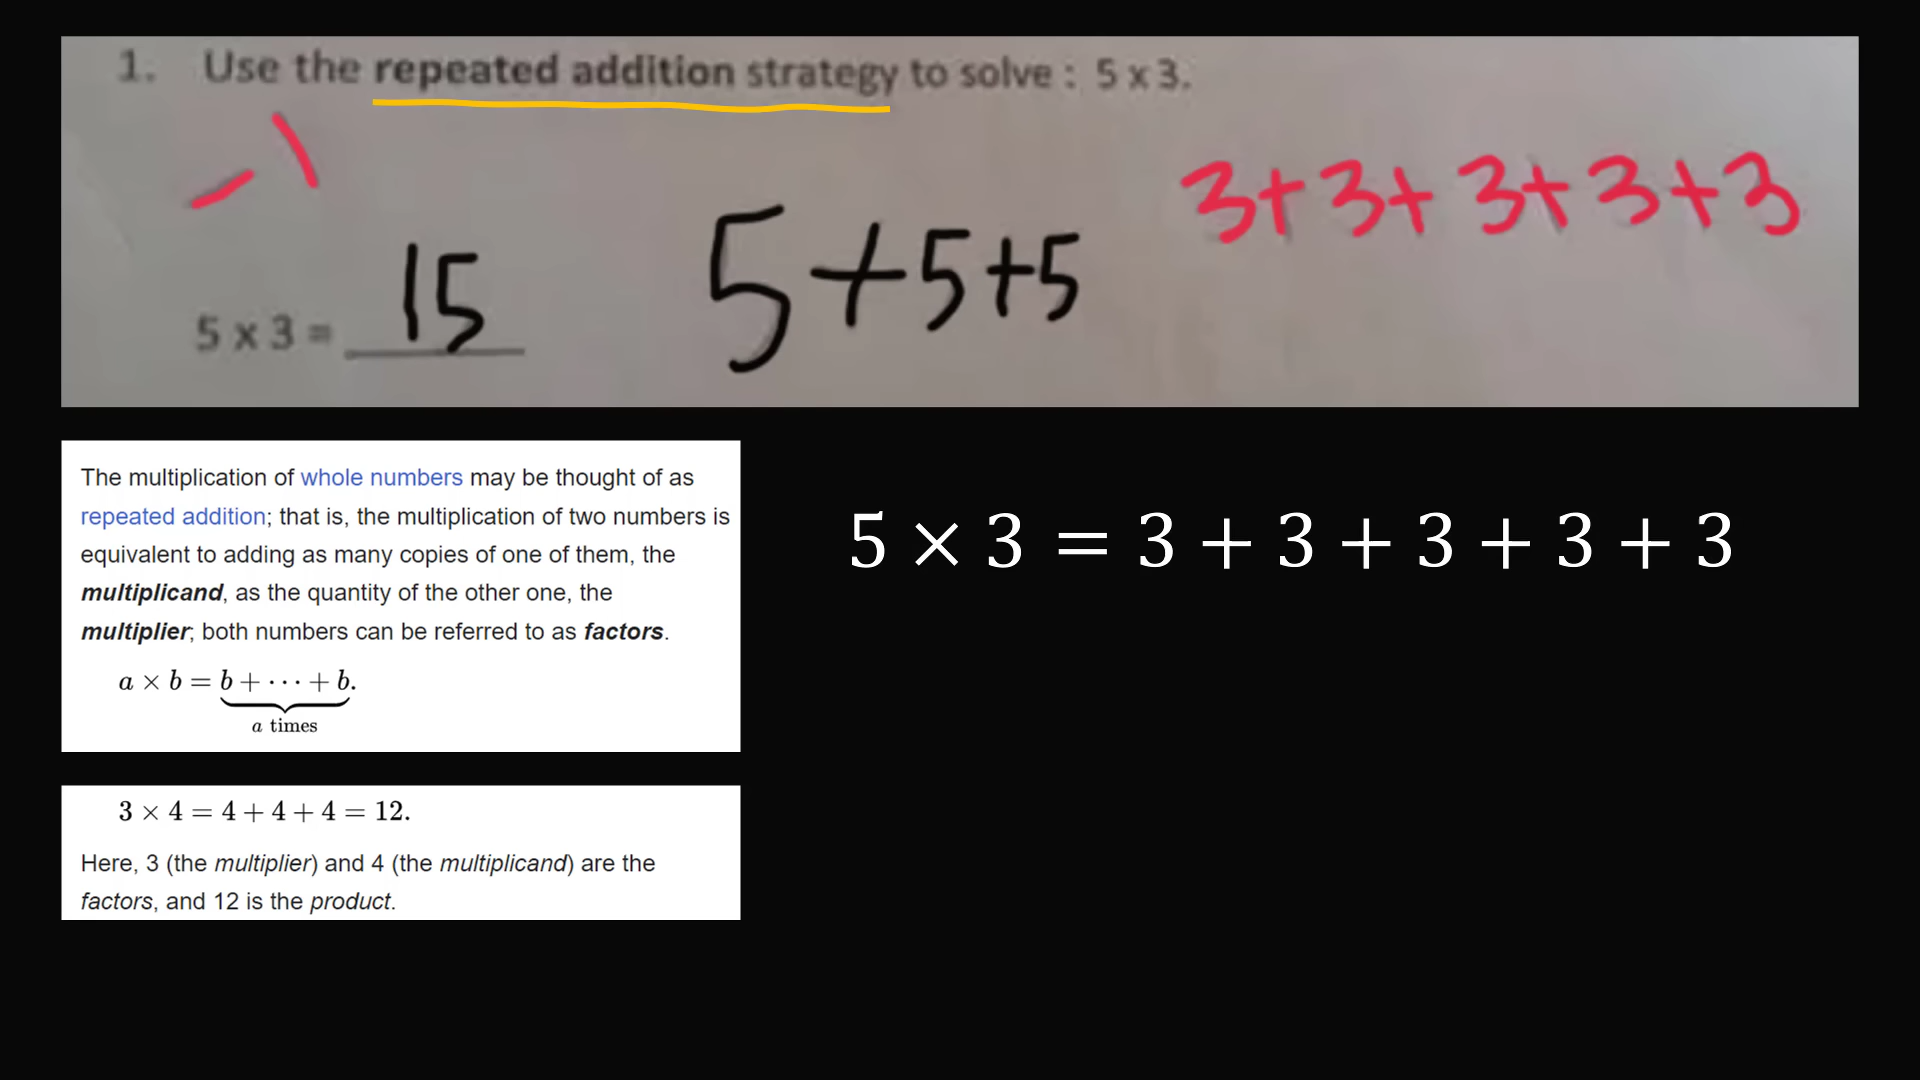 1. Use the repeated addition strategy to solve : 5 x 3.
-1
3+3+3+3+3
5+5+5
5 x 3 = 15
The multiplication of whole numbers may be thought of as
repeated addition; that is, the multiplication of two numbers is
equivalent to adding as many copies of one of them, the
multiplicand, as the quantity of the other one, the
multiplier; both numbers can be referred to as factors.
a × b = b + ⋯ + b.
a times
3 × 4 = 4 + 4 + 4 = 12.
Here, 3 (the multiplier) and 4 (the multiplicand) are the
factors, and 12 is the product.
5 × 3 = 3 + 3 + 3 + 3 + 3